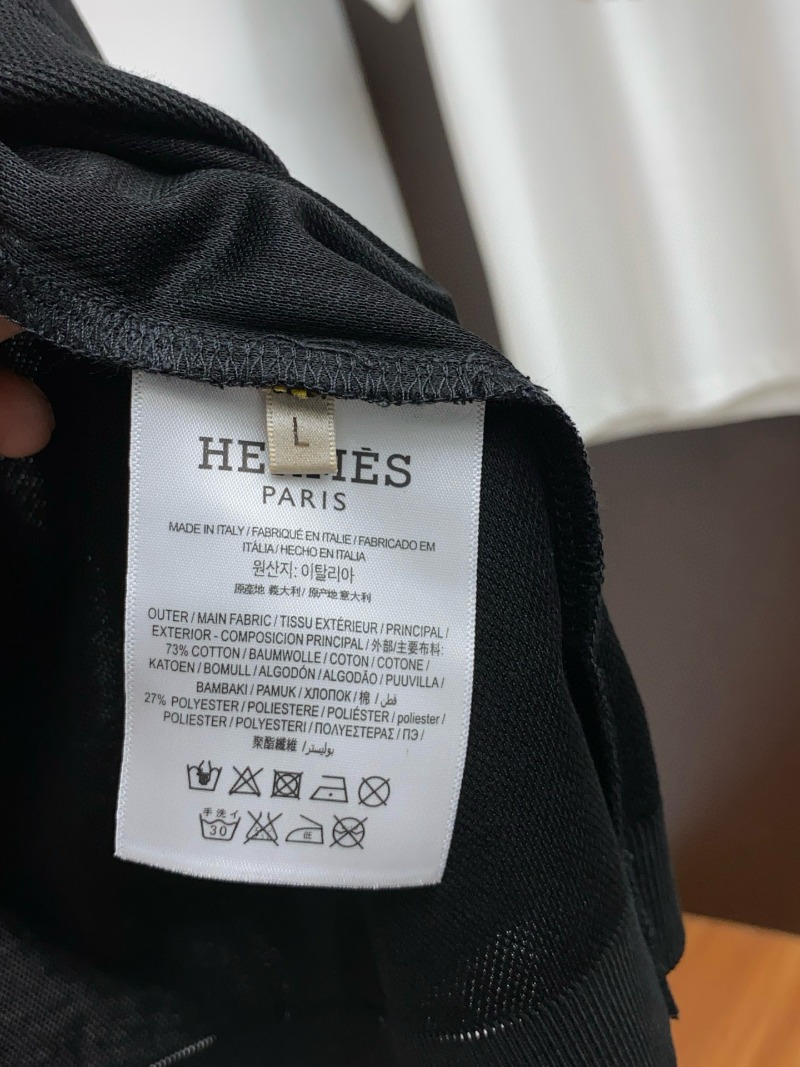 L
HERMÈS
PARIS
MADE IN ITALY / FABRIQUÉ EN ITALIE / FABRICADO EM
ITÁLIA / HECHO EN ITALIA
원산지: 이탈리아
原產地 義大利 / 原产地 意大利
OUTER / MAIN FABRIC / TISSU EXTÉRIEUR / PRINCIPAL /
EXTERIOR - COMPOSICION PRINCIPAL / 外部/主要布料:
73% COTTON / BAUMWOLLE / COTON / COTONE /
KATOEN / BOMULL / ALGODÓN / ALGODÃO / PUUVILLA /
BAMBAKI / PAMUK / ХЛОПОК / 棉 / قطن /
27% POLYESTER / POLIESTERE / POLIÉSTER / poliester /
POLIESTER / POLYESTERI / ΠΟΛΥΕΣΤΕΡΑΣ / ПЭ /
聚酯纖維 / بوليستر
手洗イ
30
低